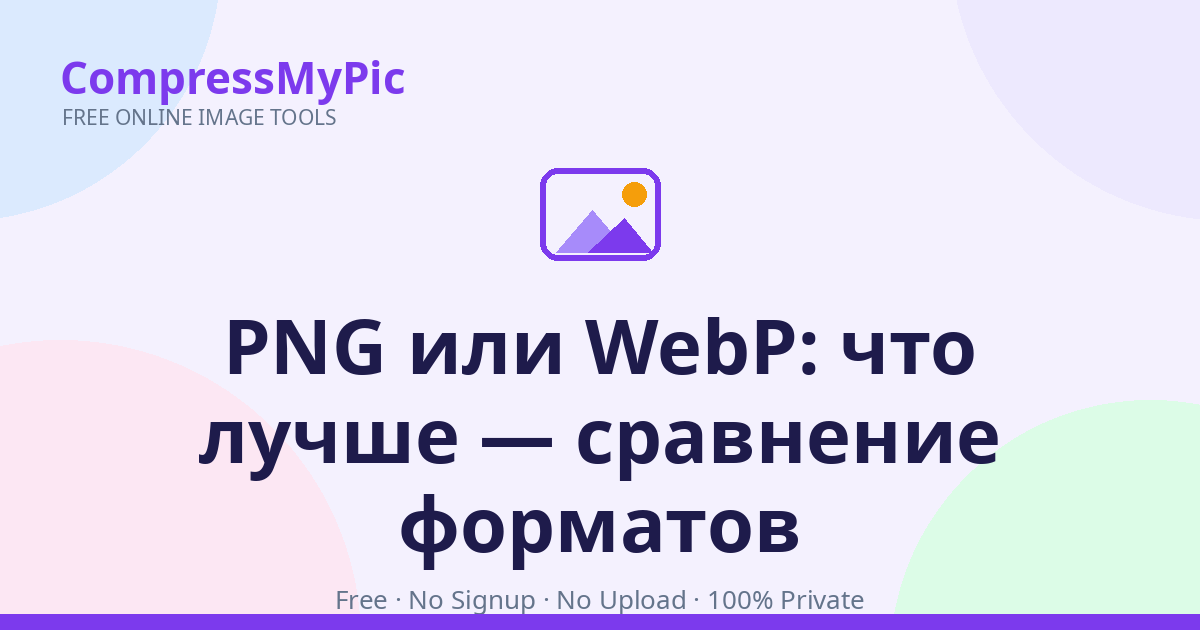 CompressMyPic
FREE ONLINE IMAGE TOOLS
PNG или WebP: что
лучше — сравнение
форматов
Free · No Signup · No Upload · 100% Private